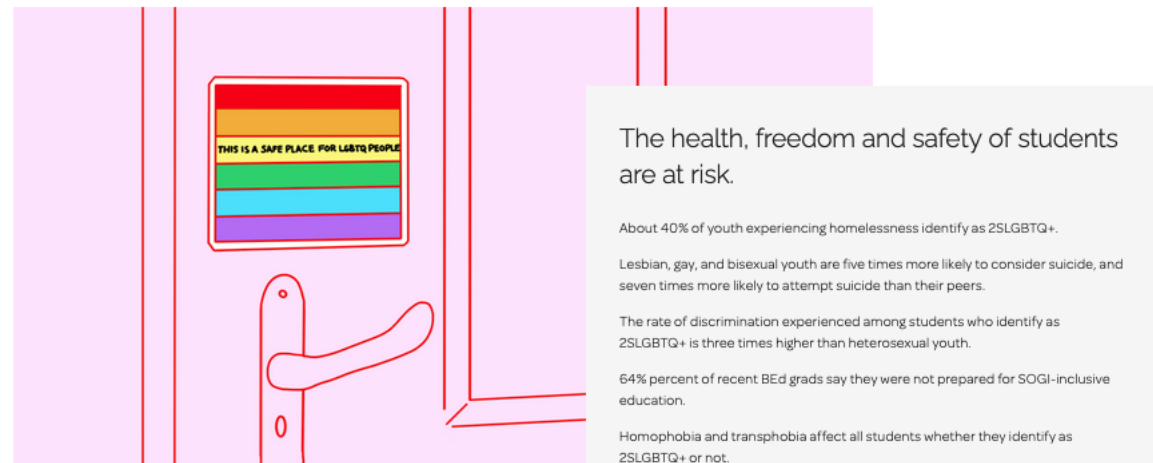 THIS IS A SAFE PLACE FOR LGBTQ PEOPLE
The health, freedom and safety of students
are at risk.
About 40% of youth experiencing homelessness identify as 2SLGBTQ+.
Lesbian, gay, and bisexual youth are five times more likely to consider suicide, and
seven times more likely to attempt suicide than their peers.
The rate of discrimination experienced among students who identify as
2SLGBTQ+ is three times higher than heterosexual youth.
64% percent of recent BEd grads say they were not prepared for SOGI-inclusive
education.
Homophobia and transphobia affect all students whether they identify as
2SLGBTQ+ or not.